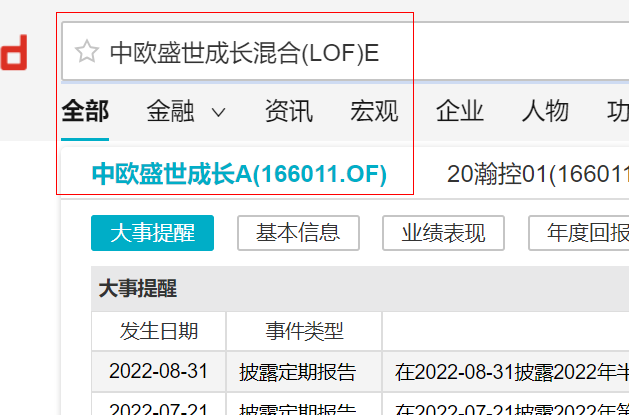 d
中欧盛世成长混合(LOF)E
全部 金融 资讯 宏观 企业 人物
中欧盛世成长A(166011.OF) 20瀚控01(16601
大事提醒 基本信息 业绩表现 年度回报
大事提醒
发生日期 事件类型
2022-08-31 披露定期报告 在2022-08-31披露2022年半
2022-07-21 披露定期报告 在2022-07-21披露2022年第